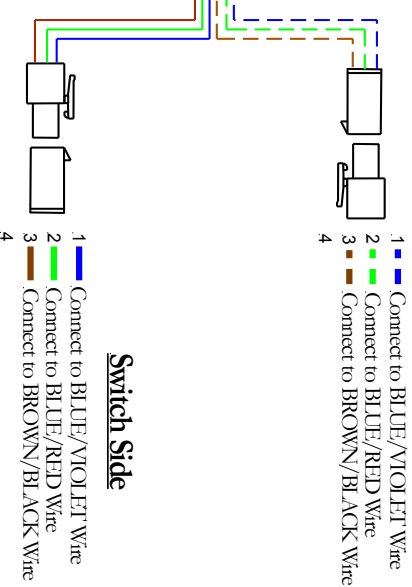 .1 .Connect to BLUE/VIOLET Wire
2 .Connect to BLUE/RED Wire
3 .Connect to BROWN/BLACK Wire
.4
Switch Side
.1 .Connect to BLUE/VIOLET Wire
2 .Connect to BLUE/RED Wire
3 .Connect to BROWN/BLACK Wire
.4